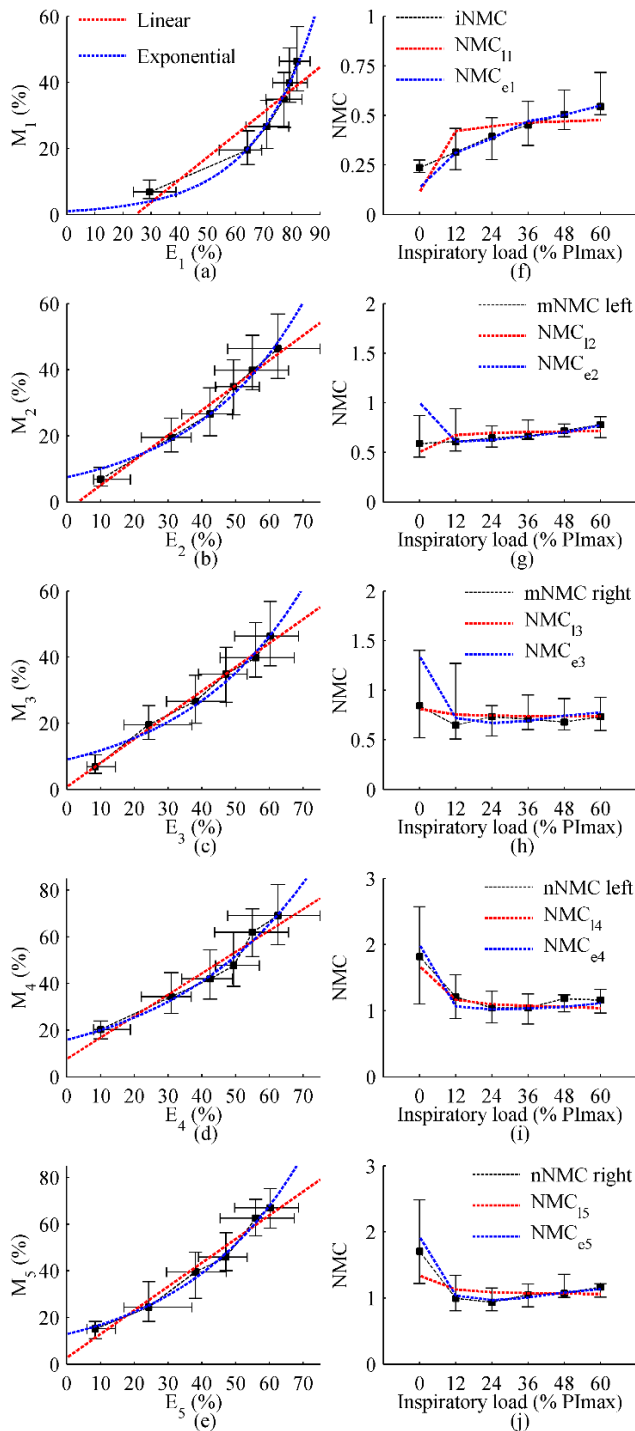 60
Linear
Exponential
M1 (%)
40
20
0
0 10 20 30 40 50 60 70 80 90
E1 (%)
(a)
1
iNMC
NMCl1
NMCe1
0.75
NMC
0.5
0.25
0
0 12 24 36 48 60
Inspiratory load (% PImax)
(f)
60
M2 (%)
40
20
0
0 10 20 30 40 50 60 70
E2 (%)
(b)
2
mNMC left
NMCl2
NMCe2
1.5
NMC
1
0.5
0
0 12 24 36 48 60
Inspiratory load (% PImax)
(g)
60
M3 (%)
40
20
0
0 10 20 30 40 50 60 70
E3 (%)
(c)
2
mNMC right
NMCl3
NMCe3
1.5
NMC
1
0.5
0
0 12 24 36 48 60
Inspiratory load (% PImax)
(h)
80
M4 (%)
60
40
20
0
0 10 20 30 40 50 60 70
E4 (%)
(d)
3
nNMC left
NMCl4
NMCe4
2
NMC
1
0
0 12 24 36 48 60
Inspiratory load (% PImax)
(i)
80
M5 (%)
60
40
20
0
0 10 20 30 40 50 60 70
E5 (%)
(e)
3
nNMC right
NMCl5
NMCe5
2
NMC
1
0
0 12 24 36 48 60
Inspiratory load (% PImax)
(j)